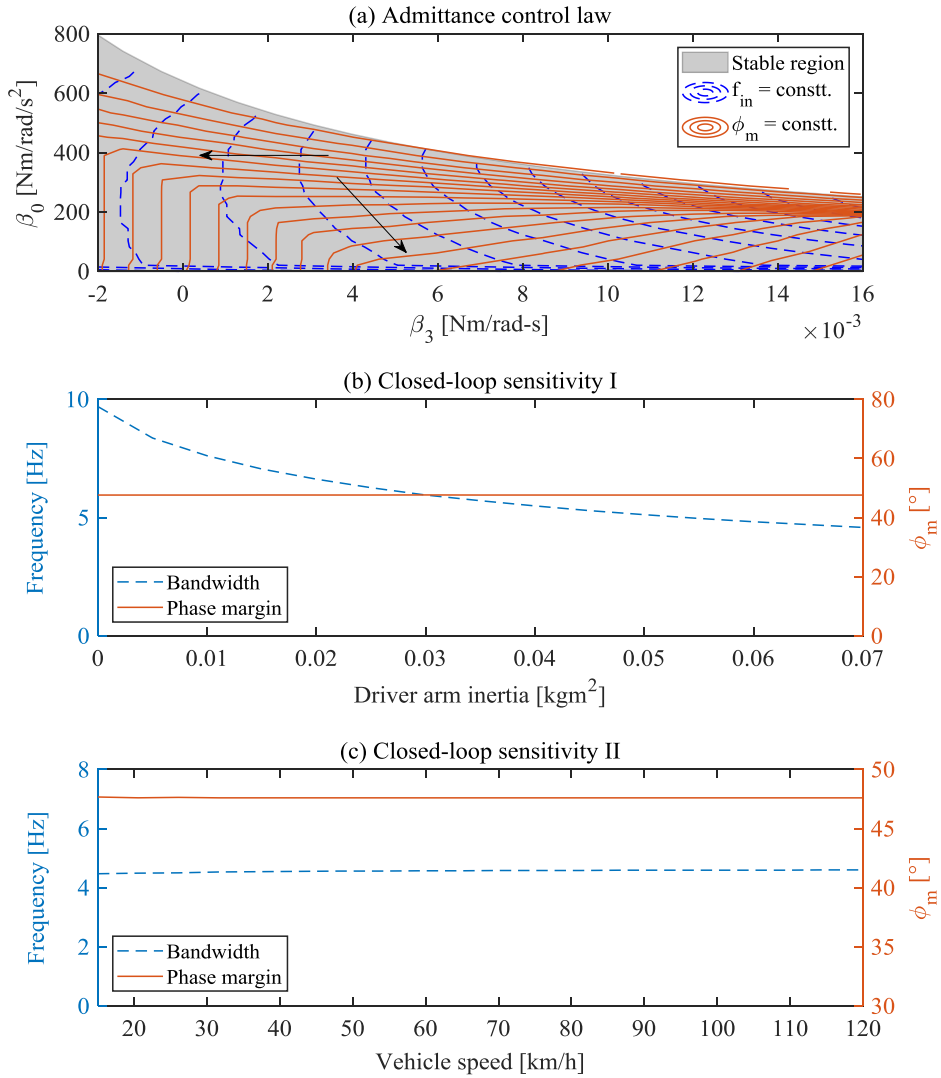 (a) Admittance control law
800
600
400
200
0
β₀ [Nm/rad/s²]
Stable region
f_in = constt.
ϕ_m = constt.
-2 0 2 4 6 8 10 12 14 16
β₃ [Nm/rad-s]
×10⁻³
(b) Closed-loop sensitivity I
10
5
0
Frequency [Hz]
80
60
40
20
0
ϕ_m [°]
Bandwidth
Phase margin
0 0.01 0.02 0.03 0.04 0.05 0.06 0.07
Driver arm inertia [kgm²]
(c) Closed-loop sensitivity II
8
6
4
2
0
Frequency [Hz]
50
45
40
35
30
ϕ_m [°]
Bandwidth
Phase margin
20 30 40 50 60 70 80 90 100 110 120
Vehicle speed [km/h]